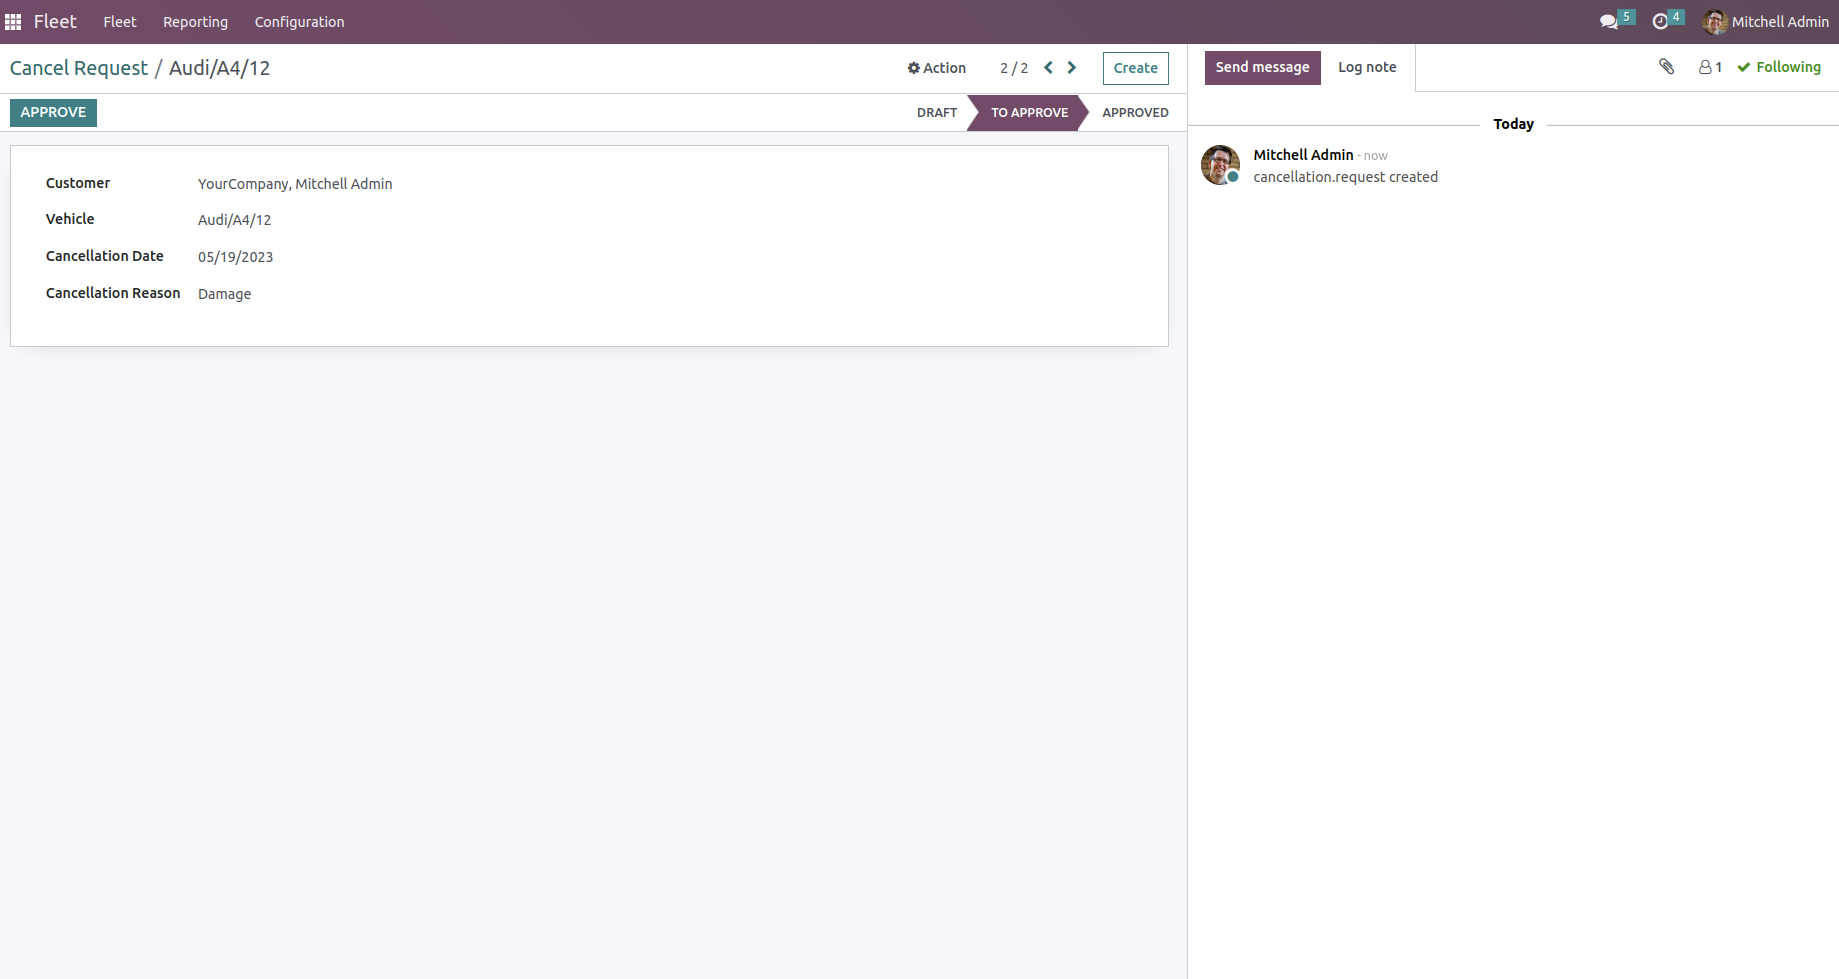 Fleet Fleet Reporting Configuration 5 4 Mitchell Admin
Cancel Request / Audi/A4/12 Action 2 / 2 Create Send message Log note 1 Following
APPROVE DRAFT TO APPROVE APPROVED
Today
Customer YourCompany, Mitchell Admin
Vehicle Audi/A4/12
Cancellation Date 05/19/2023
Cancellation Reason Damage
Mitchell Admin - now
cancellation.request created